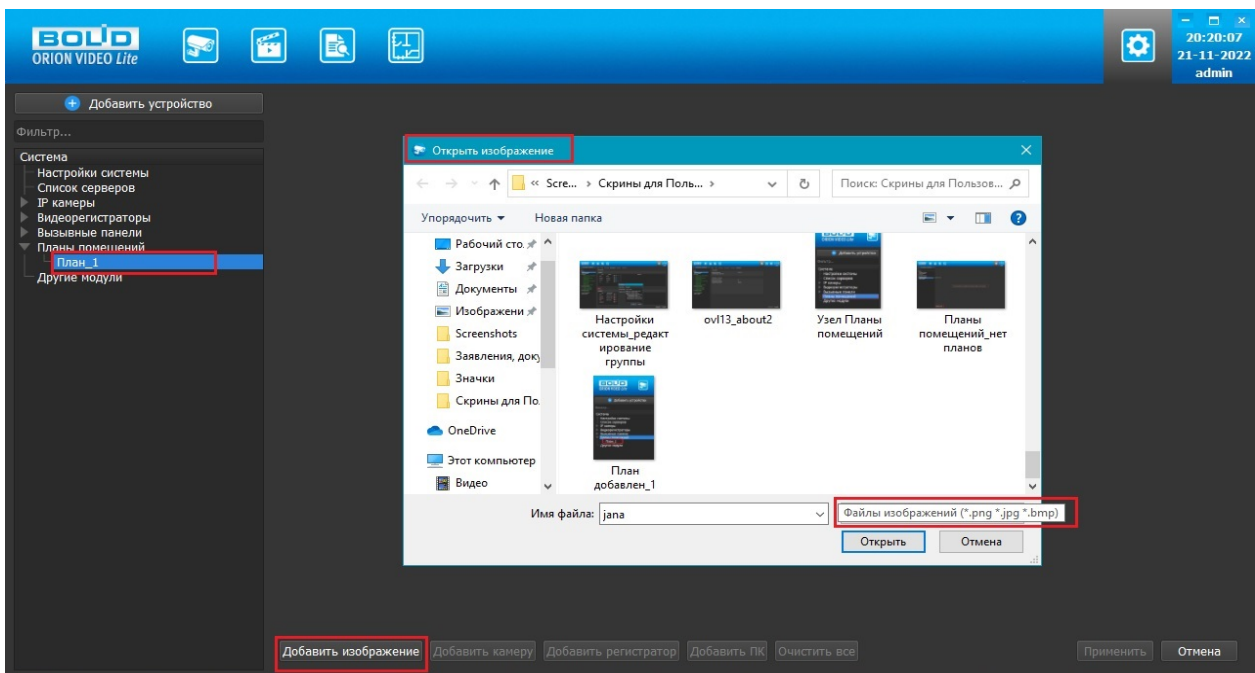 BOLID
ORION VIDEO Lite
20:20:07
21-11-2022
admin
Добавить устройство
Фильтр...
Система
Настройки системы
Список серверов
IP камеры
Видеорегистраторы
Вызывные панели
Планы помещений
План_1
Другие модули
Открыть изображение
« Scre... › Скрины для Поль... ›
Поиск: Скрины для Пользов...
Упорядочить
Новая папка
Рабочий сто.
Загрузки
Документы
Изображени
Screenshots
Заявления, доку
Значки
Скрины для По.
OneDrive
Этот компьютер
Видео
Настройки
системы_редакт
ирование
группы
ovl13_about2
Узел Планы
помещений
Планы
помещений_нет
планов
План
добавлен_1
Имя файла: jana
Файлы изображений (*.png *.jpg *.bmp)
Открыть
Отмена
Добавить изображение
Добавить камеру
Добавить регистратор
Добавить ПК
Очистить все
Применить
Отмена